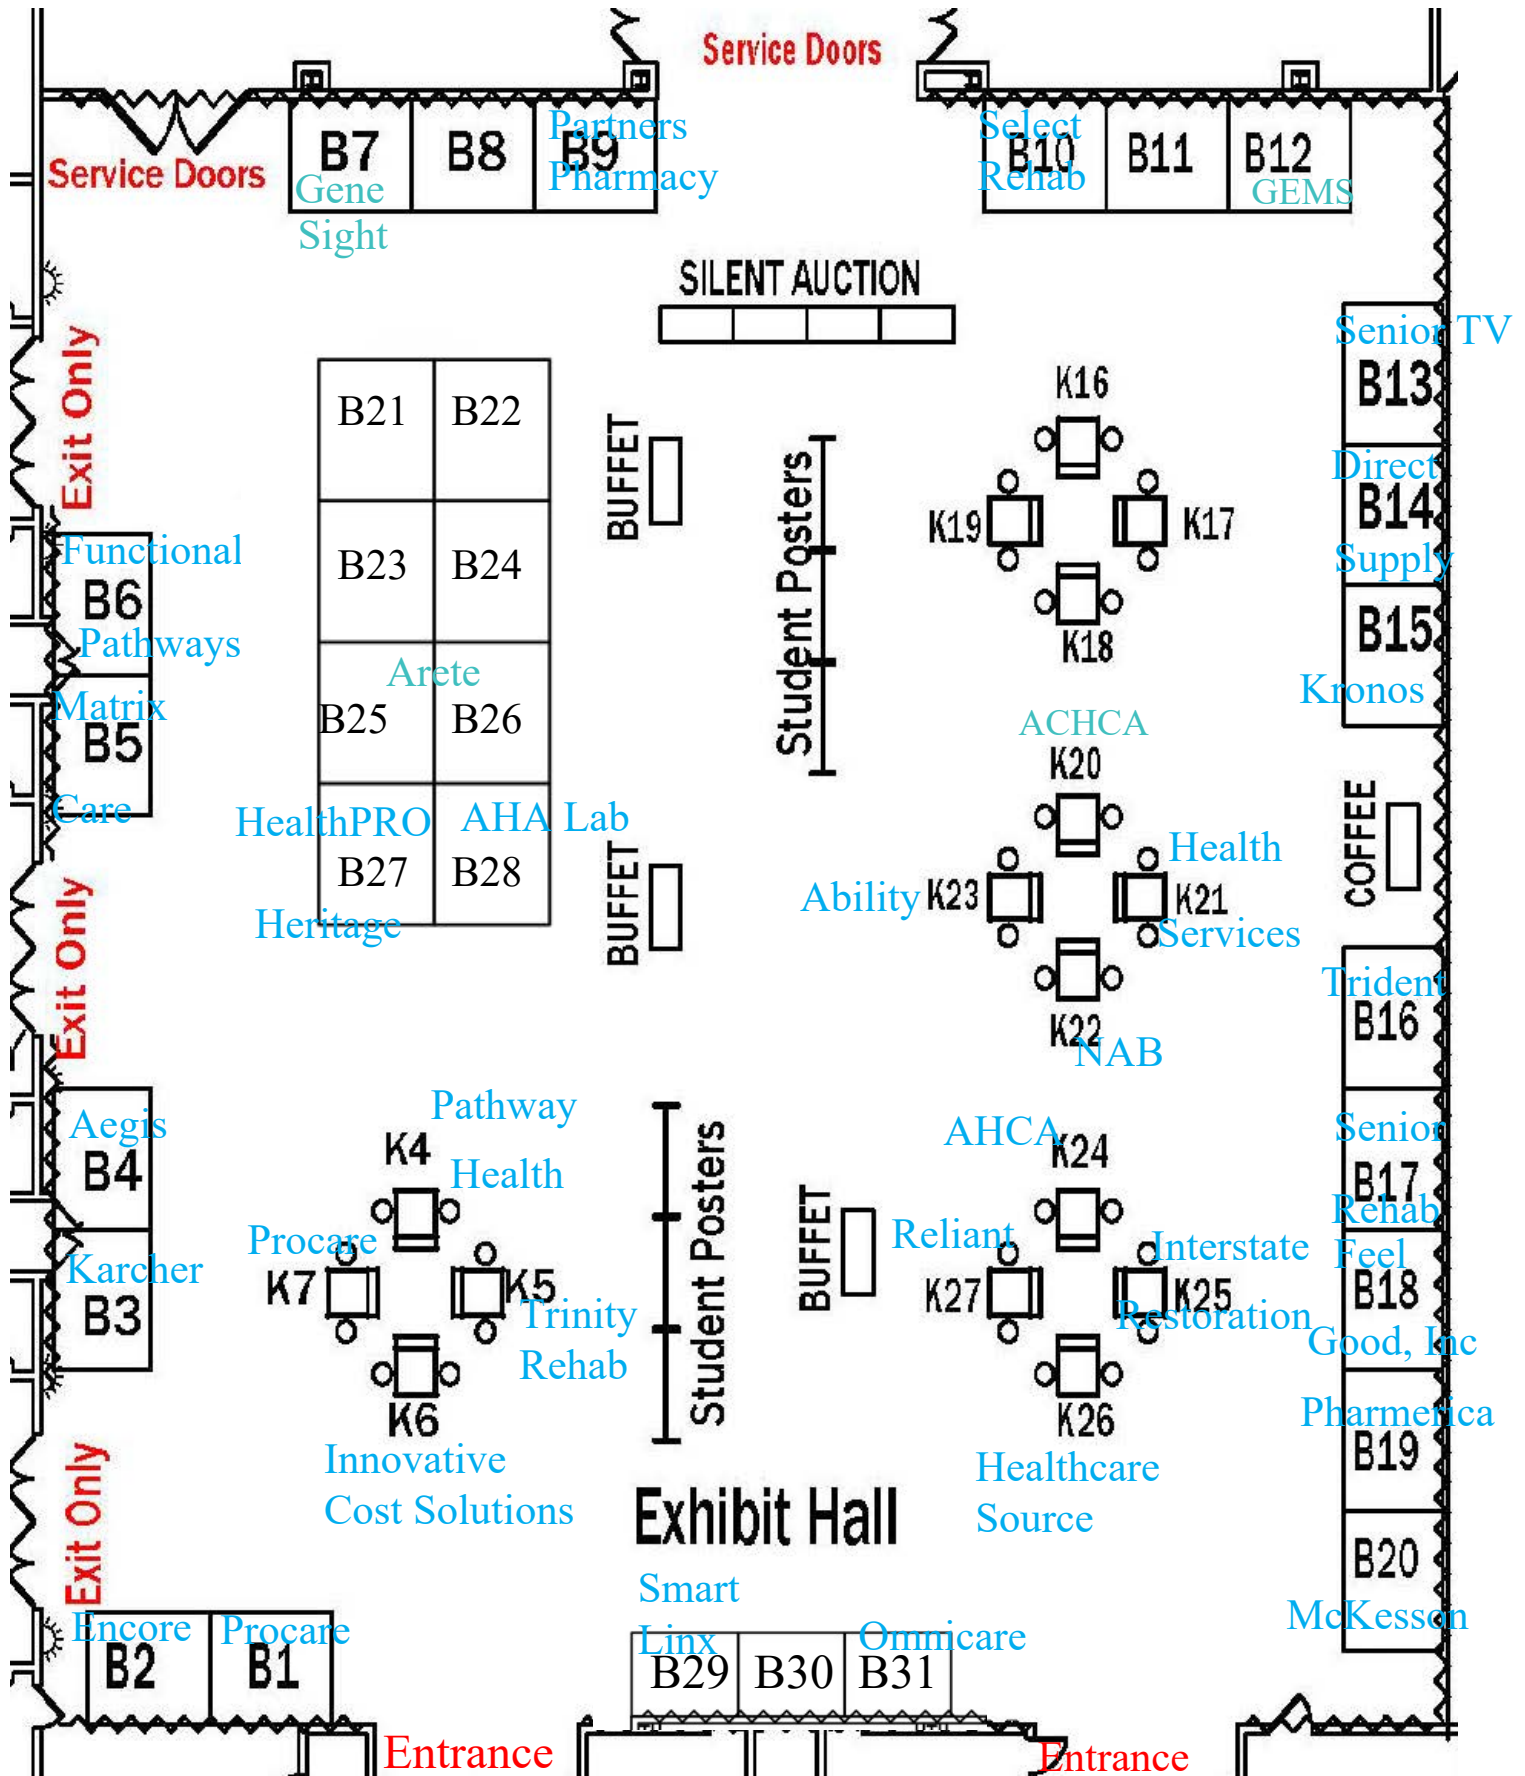 Service Doors
Service Doors
B7
Gene
Sight
B8
Partners
B9
Pharmacy
Select
B10
Rehab
B11
B12
GEMS
SILENT AUCTION
Exit Only
B21
B22
B23
B24
Arete
B25
B26
HealthPRO
B27
Heritage
AHA Lab
B28
BUFFET
BUFFET
Student Posters
K16
K19
K17
K18
Senior TV
B13
Direct
B14
Supply
B15
Kronos
Functional
B6
Pathways
Matrix
B5
Care
ACHCA
K20
Ability
K23
Health
K21
Services
K22
NAB
COFFEE
Exit Only
Trident
B16
Senior
B17
Rehab
Feel
B18
Good, Inc
Pharmerica
B19
B20
McKesson
Aegis
B4
Karcher
B3
Pathway
K4
Health
Procare
K7
K5
Trinity
Rehab
K6
Innovative
Cost Solutions
Student Posters
BUFFET
AHCA
K24
Reliant
K27
Interstate
K25
Restoration
K26
Healthcare
Source
Exhibit Hall
Exit Only
Encore
B2
Procare
B1
Smart
Linx
B29
B30
Omnicare
B31
Entrance
Entrance